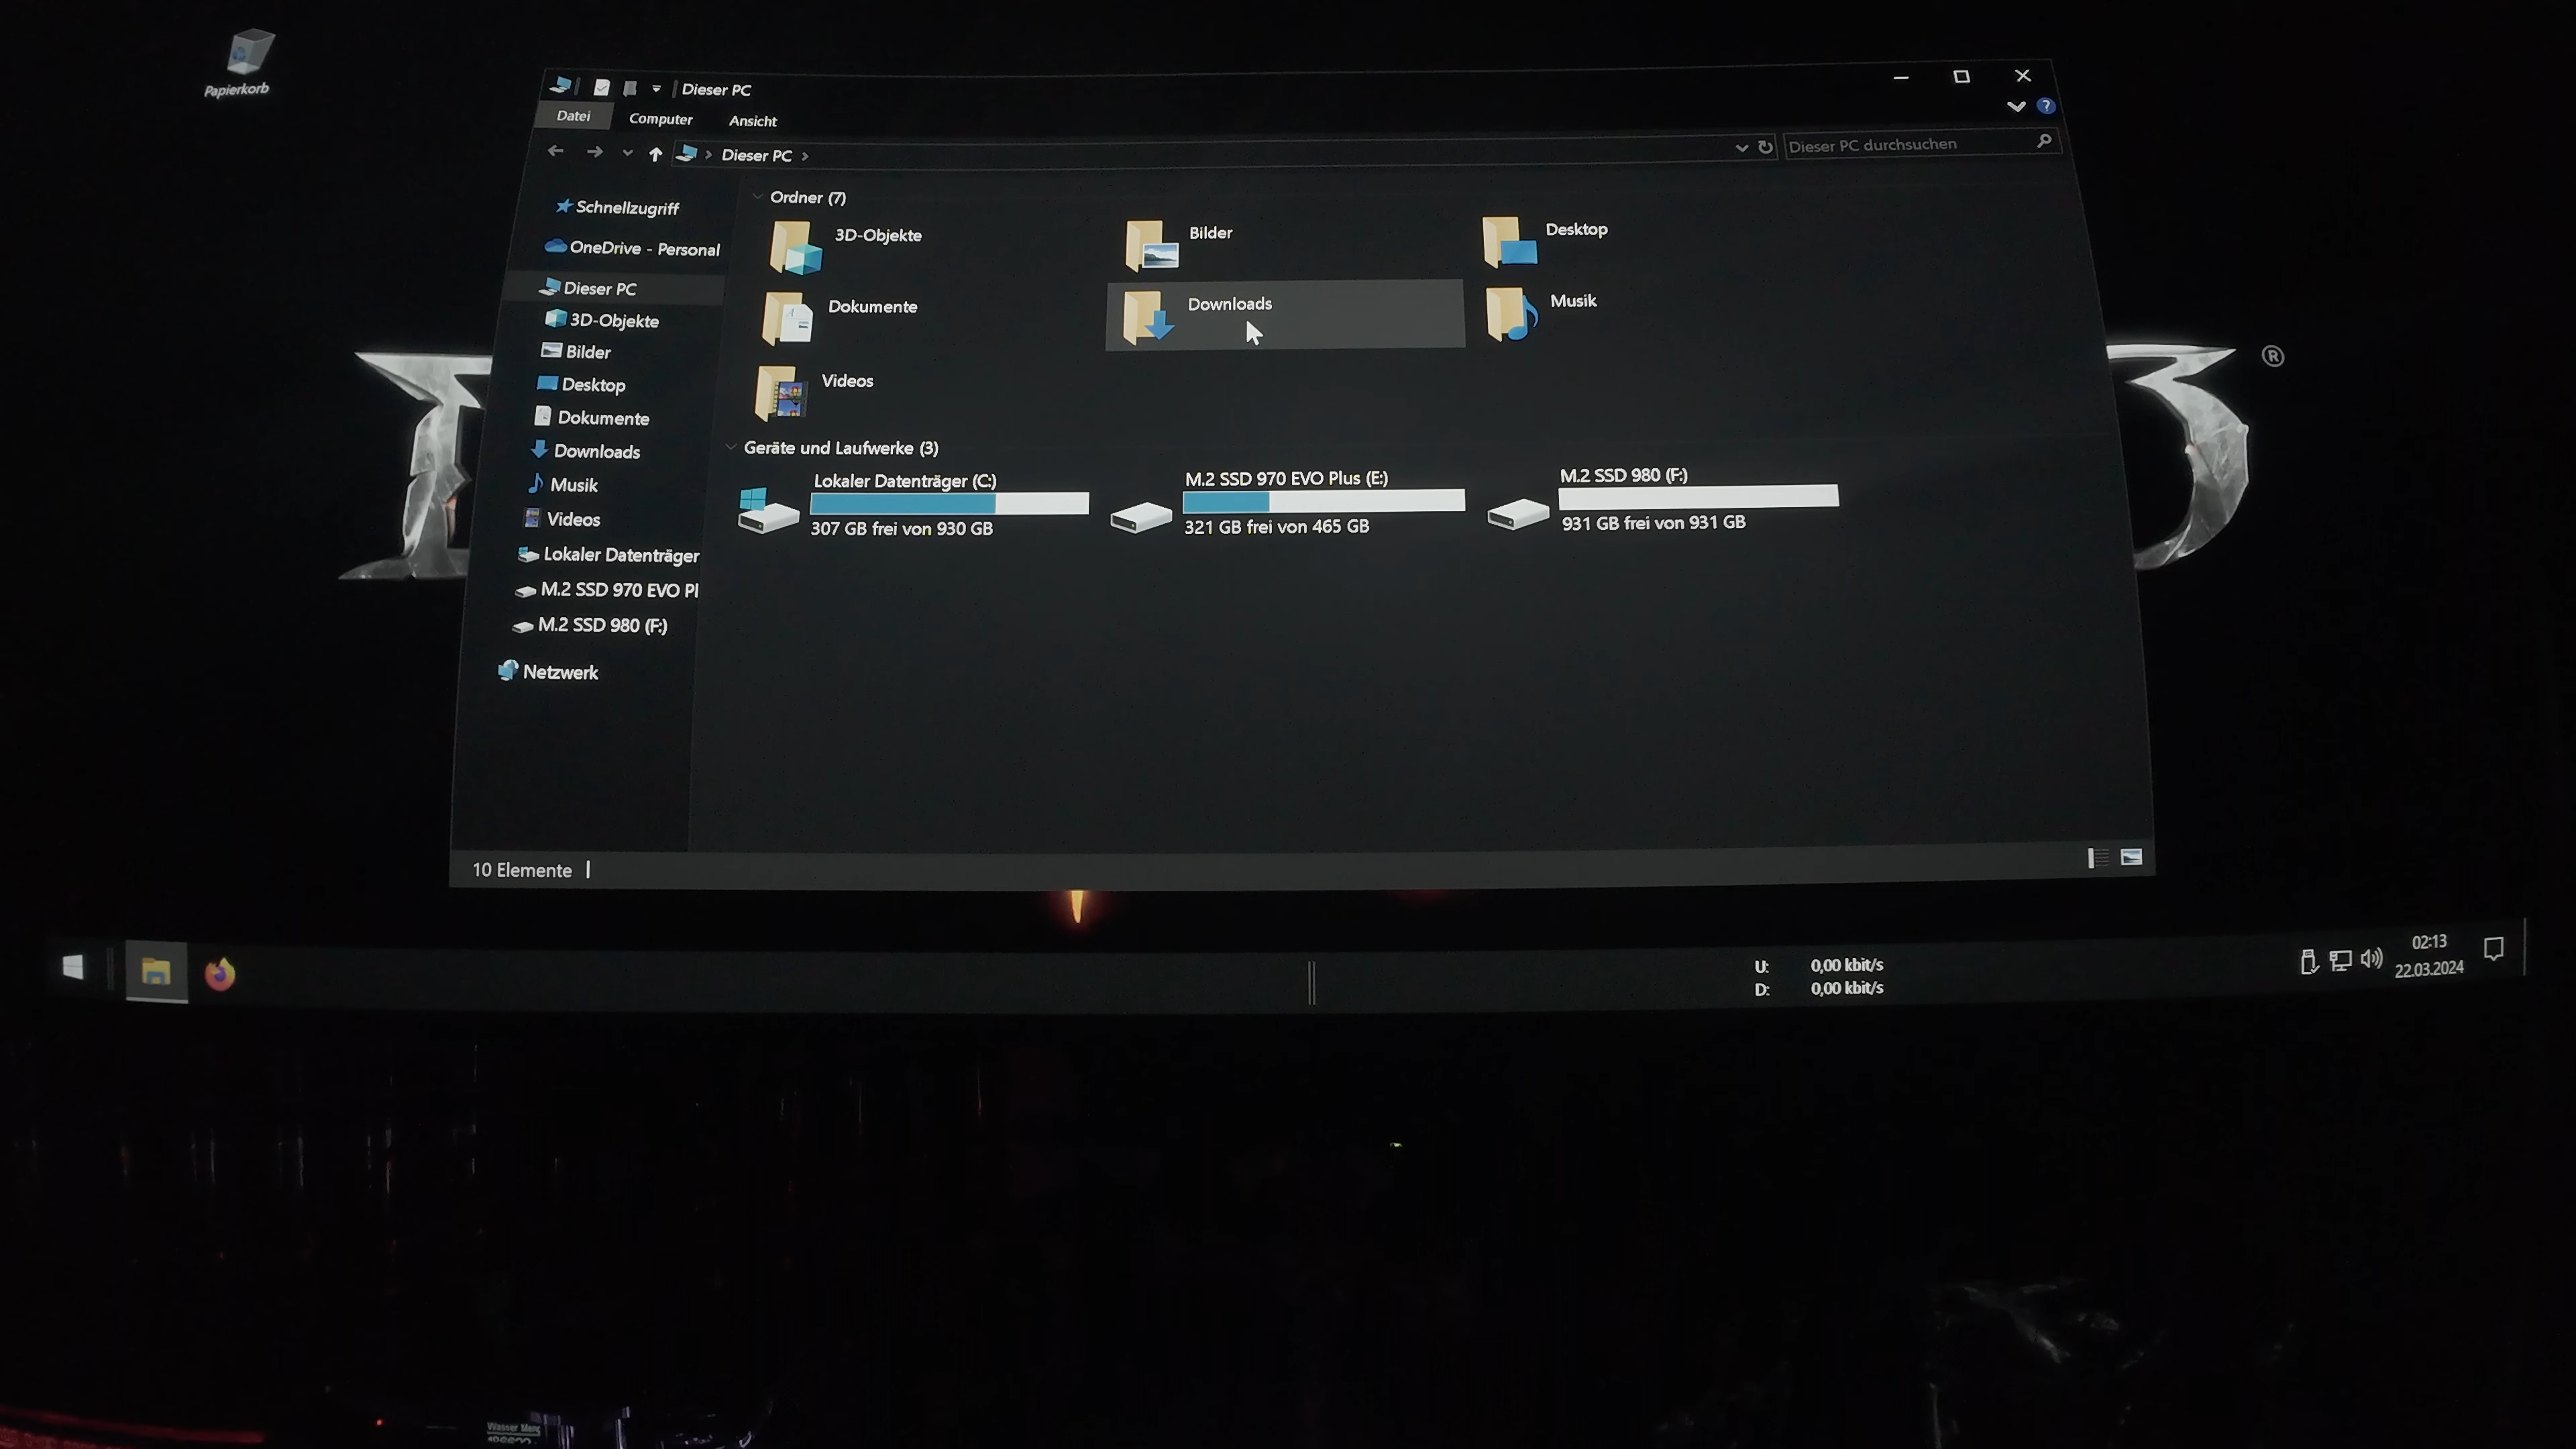 Papierkorb
Dieser PC
Datei Computer Ansicht
Dieser PC
Dieser PC durchsuchen
Schnellzugriff
OneDrive - Personal
Dieser PC
3D-Objekte
Bilder
Desktop
Dokumente
Downloads
Musik
Videos
Lokaler Datenträger
M.2 SSD 970 EVO Pl
M.2 SSD 980 (F:)
Netzwerk
Ordner (7)
3D-Objekte
Bilder
Desktop
Dokumente
Downloads
Musik
Videos
Geräte und Laufwerke (3)
Lokaler Datenträger (C:)
307 GB frei von 930 GB
M.2 SSD 970 EVO Plus (E:)
321 GB frei von 465 GB
M.2 SSD 980 (F:)
931 GB frei von 931 GB
10 Elemente
®
U: 0,00 kbit/s
D: 0,00 kbit/s
02:13
22.03.2024
Wasser Meng